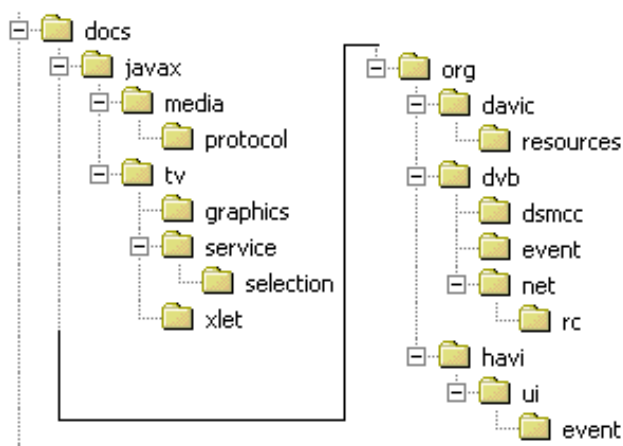 docs
javax
media
protocol
tv
graphics
service
selection
xlet
org
davic
resources
dvb
dsmcc
event
net
rc
havi
ui
event